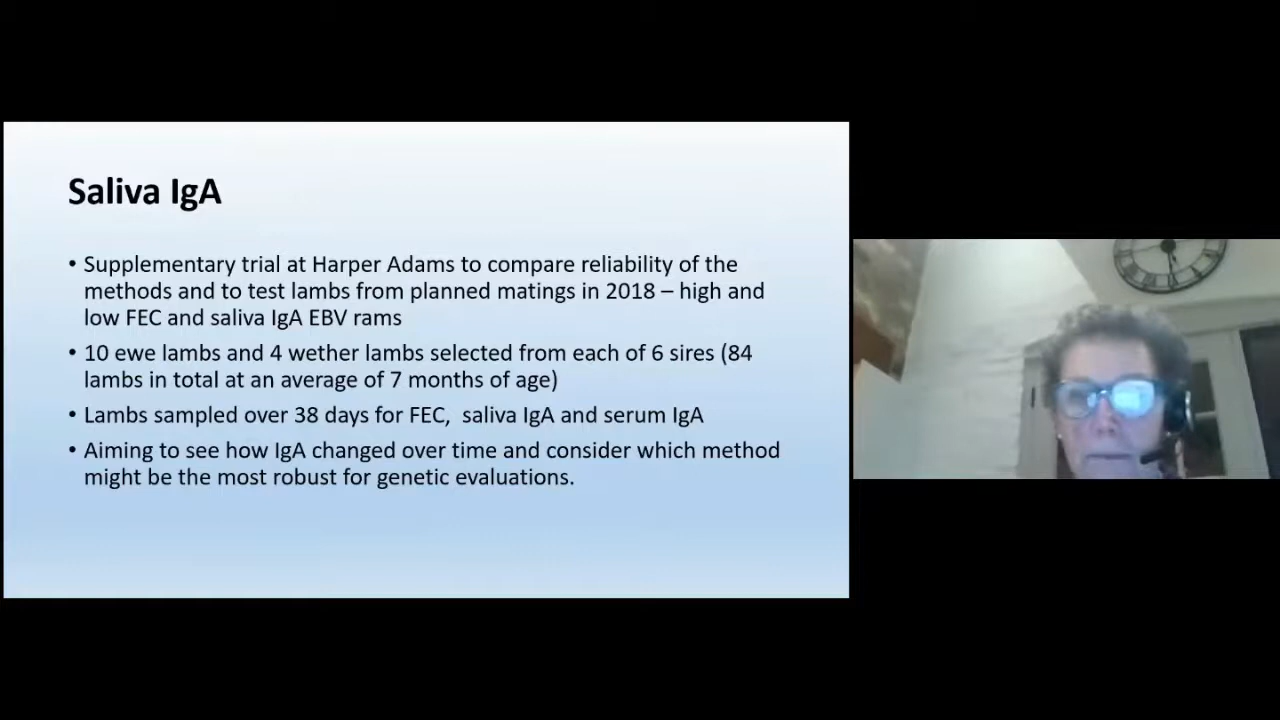 Saliva IgA
• Supplementary trial at Harper Adams to compare reliability of the
methods and to test lambs from planned matings in 2018 – high and
low FEC and saliva IgA EBV rams
• 10 ewe lambs and 4 wether lambs selected from each of 6 sires (84
lambs in total at an average of 7 months of age)
• Lambs sampled over 38 days for FEC,  saliva IgA and serum IgA
• Aiming to see how IgA changed over time and consider which method
might be the most robust for genetic evaluations.